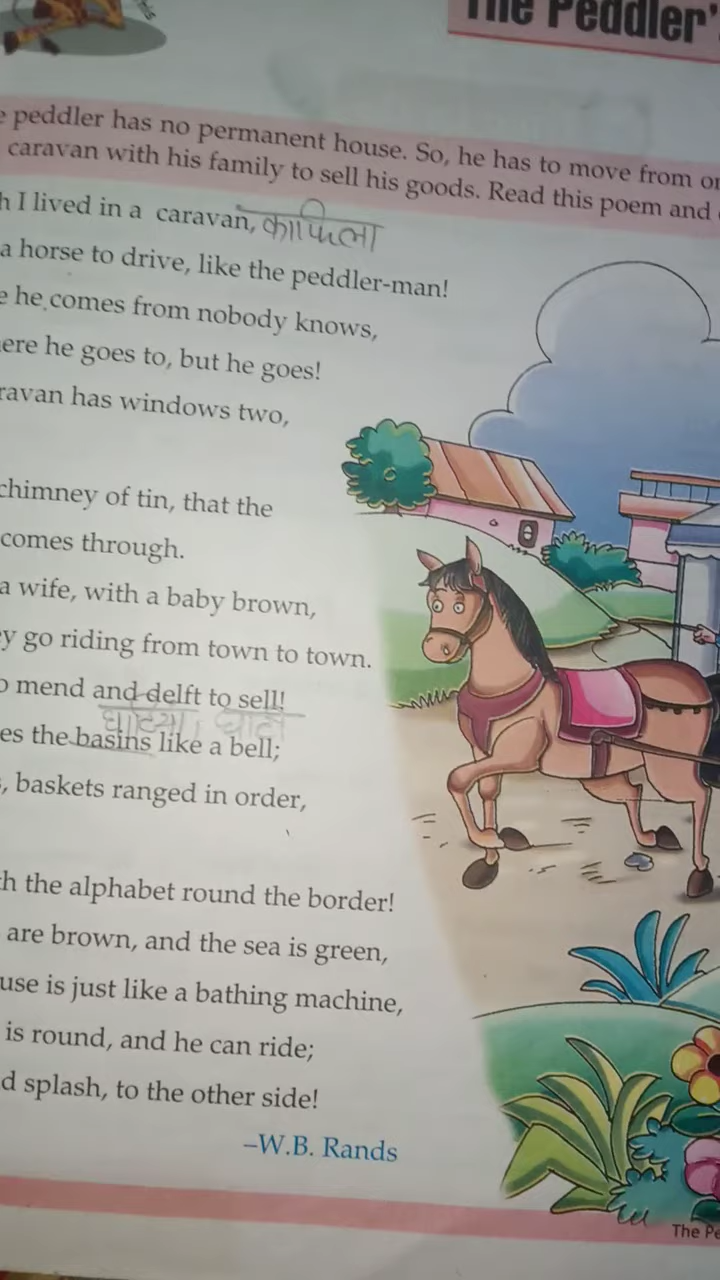 The Peddler's
peddler has no permanent house. So, he has to move from
caravan with his family to sell his goods. Read this poem and
h I lived in a caravan, काफिला
a horse to drive, like the peddler-man!
e he comes from nobody knows,
ere he goes to, but he goes!
ravan has windows two,
chimney of tin, that the
comes through.
a wife, with a baby brown,
y go riding from town to town.
o mend and delft to sell!
es the basins like a bell;
, baskets ranged in order,
th the alphabet round the border!
are brown, and the sea is green,
use is just like a bathing machine,
is round, and he can ride;
d splash, to the other side!
–W.B. Rands
The Pe